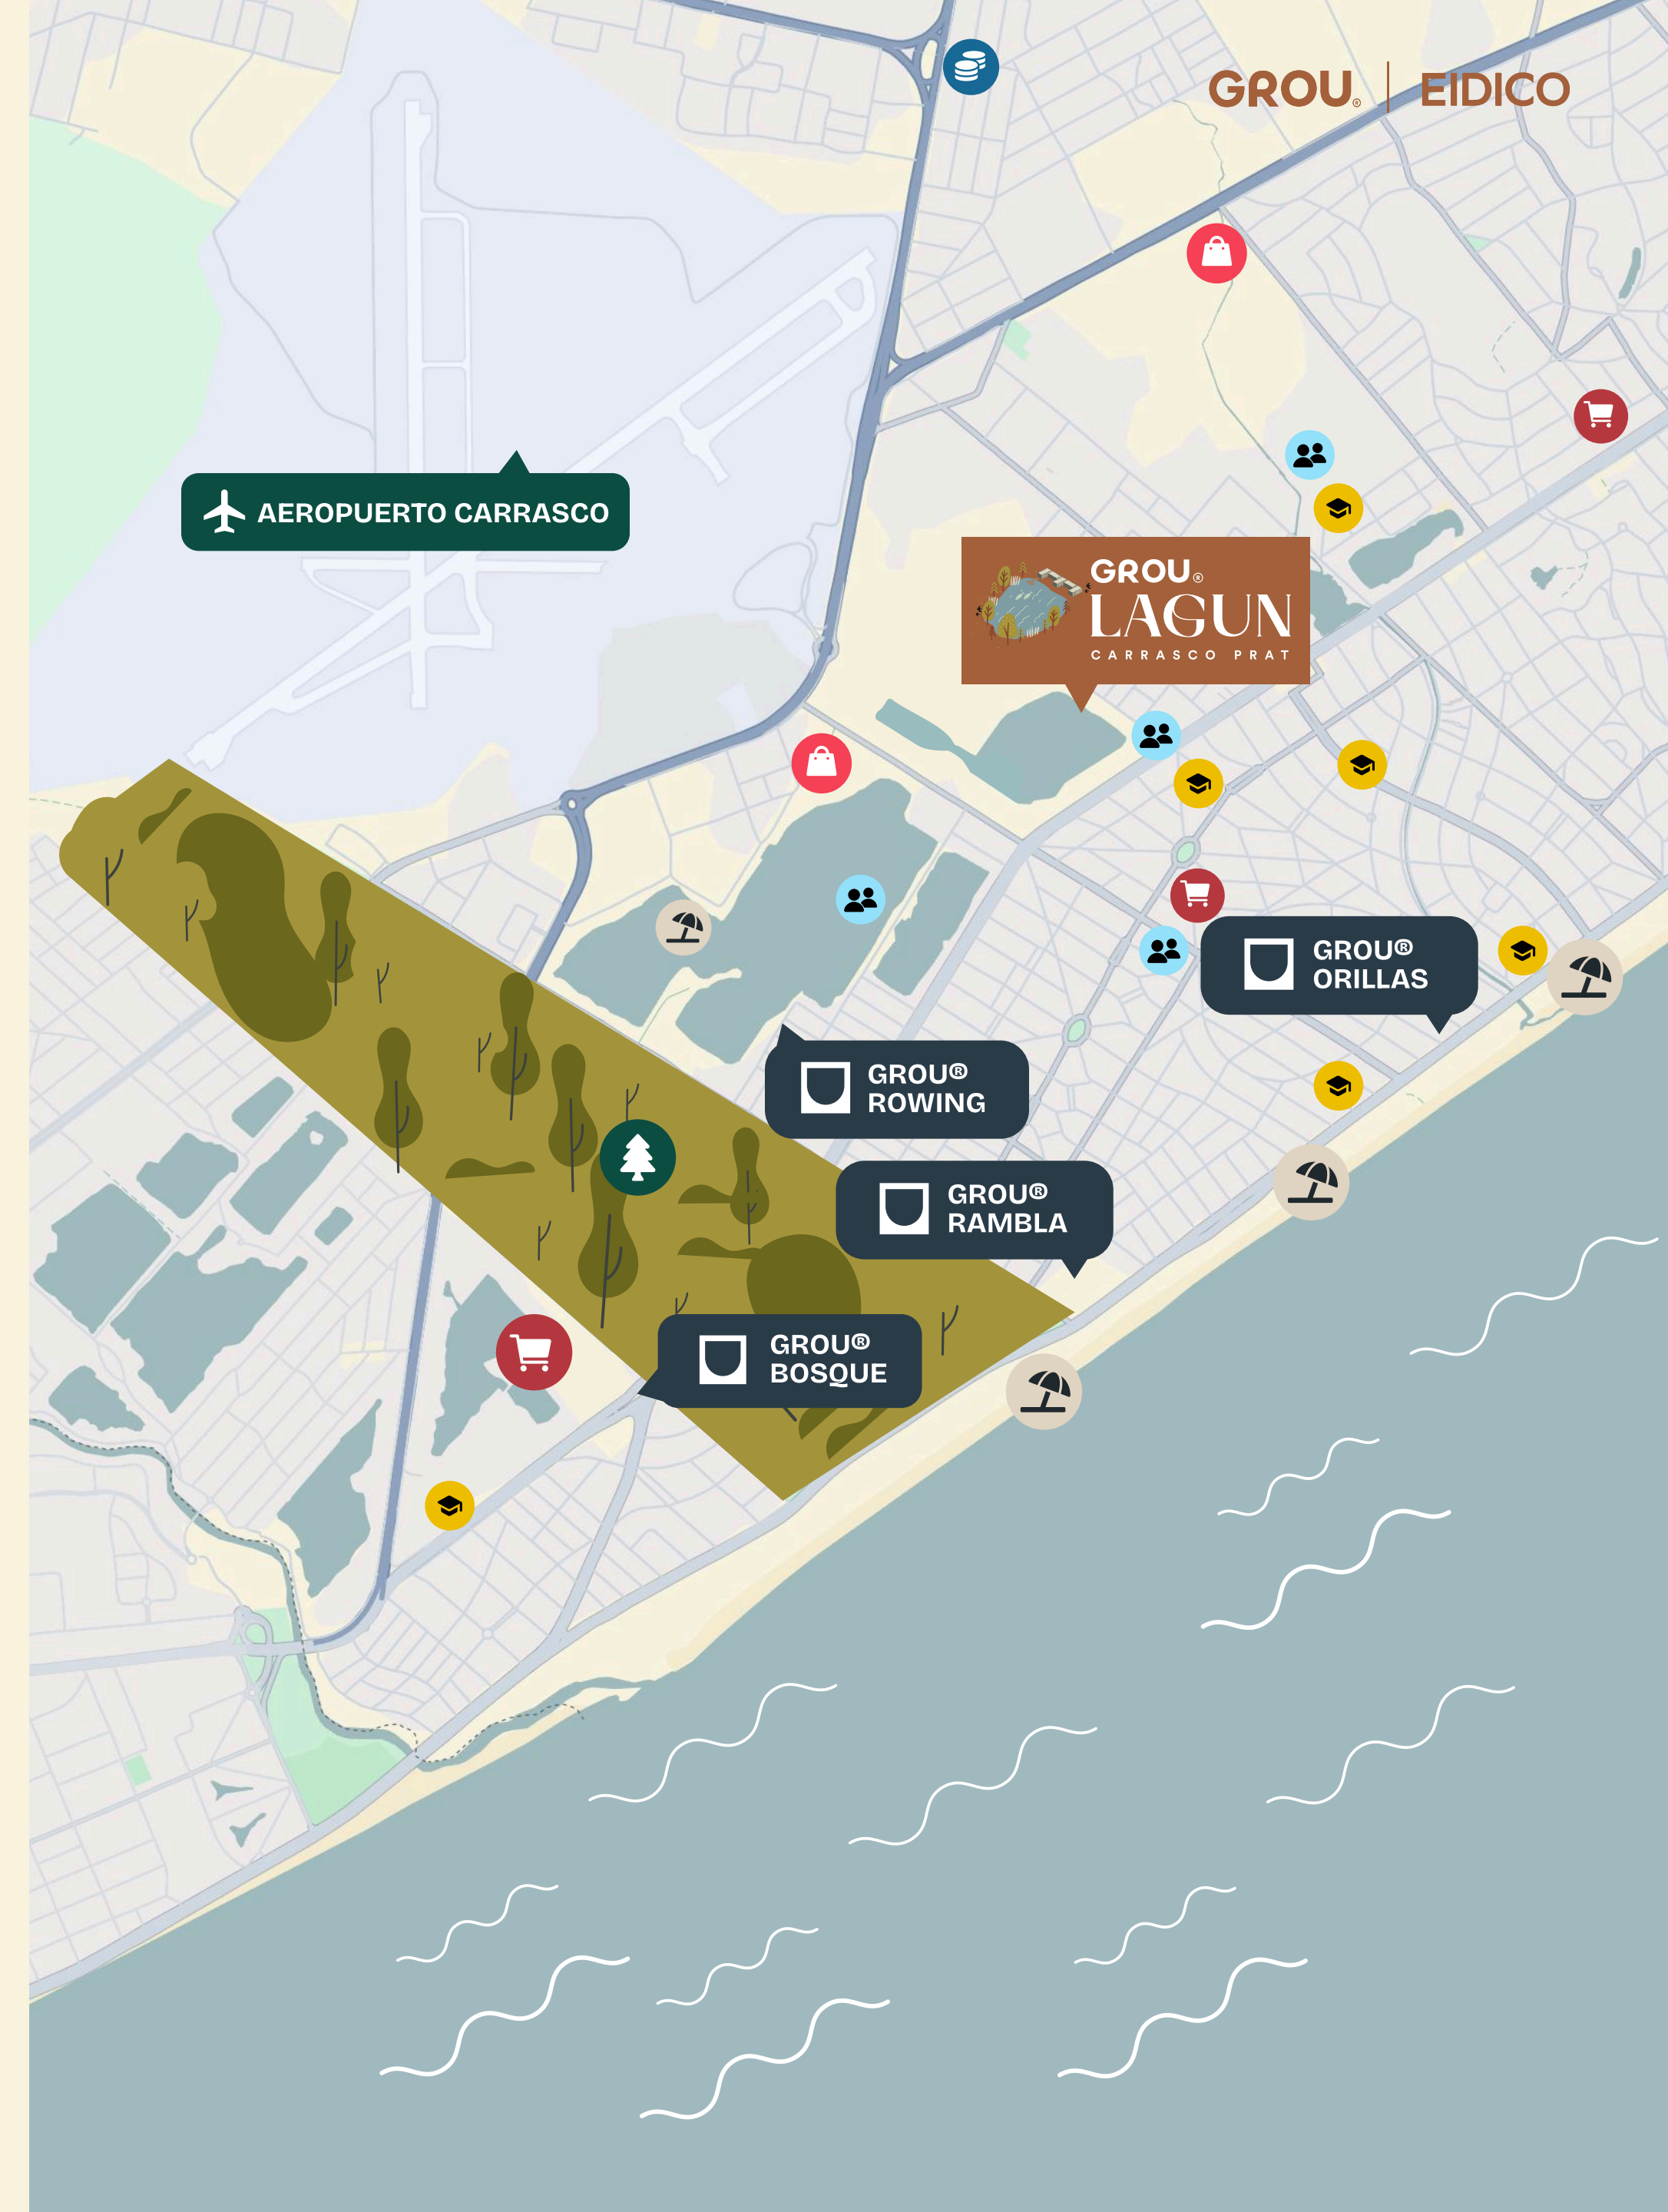 GROU® | EIDICO
AEROPUERTO CARRASCO
GROU®
LAGUN
CARRASCO PRAT
GROU®
ORILLAS
GROU®
ROWING
GROU®
RAMBLA
GROU®
BOSQUE